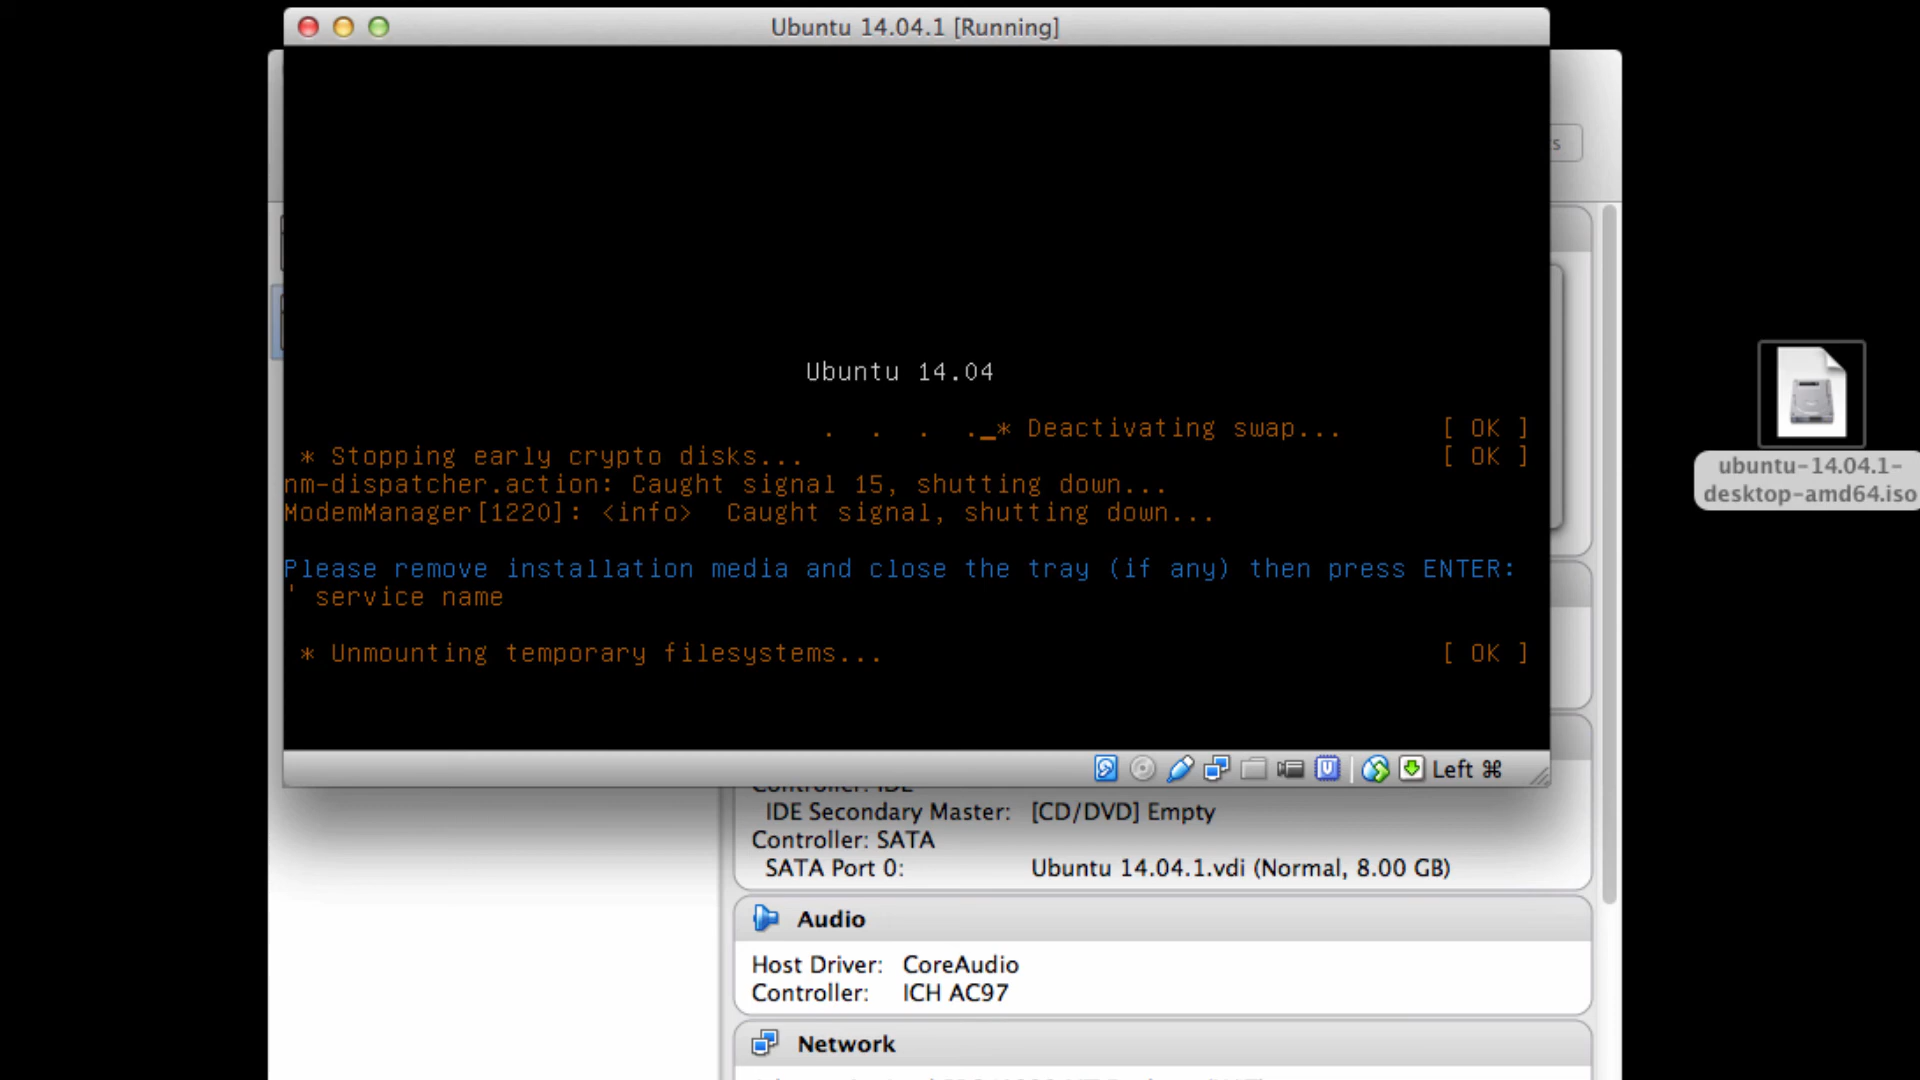 Ubuntu 14.04.1 [Running]
s
Ubuntu 14.04
. . . ._* Deactivating swap... [ OK ]
* Stopping early crypto disks... [ OK ]
nm-dispatcher.action: Caught signal 15, shutting down...
ModemManager[1220]: <info> Caught signal, shutting down...
Please remove installation media and close the tray (if any) then press ENTER:
' service name
* Unmounting temporary filesystems... [ OK ]
Left ⌘
ubuntu-14.04.1-
desktop-amd64.iso
Controller: IDE
IDE Secondary Master: [CD/DVD] Empty
Controller: SATA
SATA Port 0: Ubuntu 14.04.1.vdi (Normal, 8.00 GB)
Audio
Host Driver: CoreAudio
Controller: ICH AC97
Network